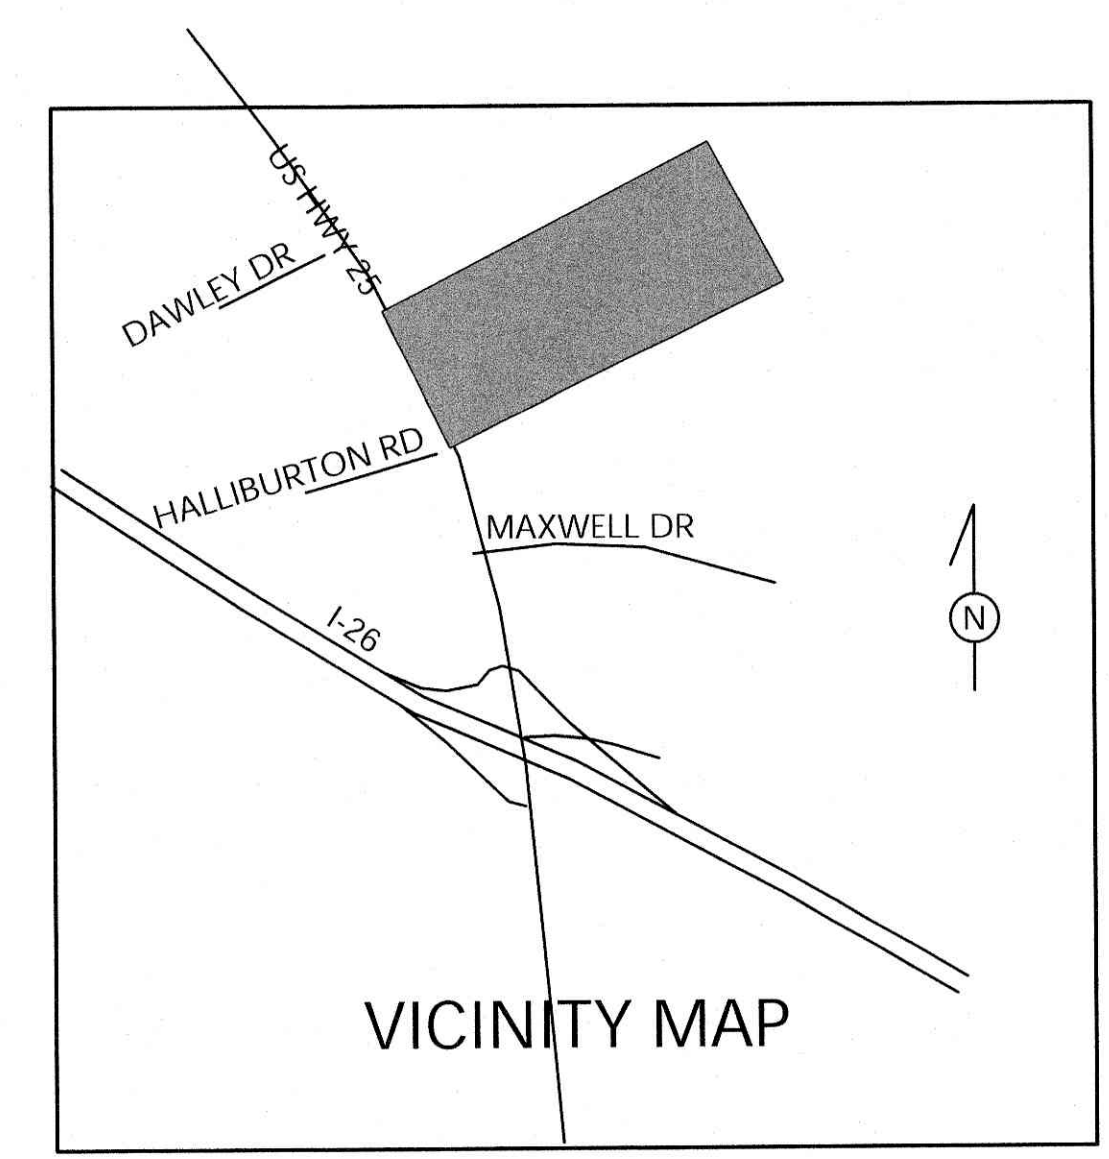 US HWY 25
DAWLEY DR
HALLIBURTON RD
MAXWELL DR
N
I-26
VICINITY MAP